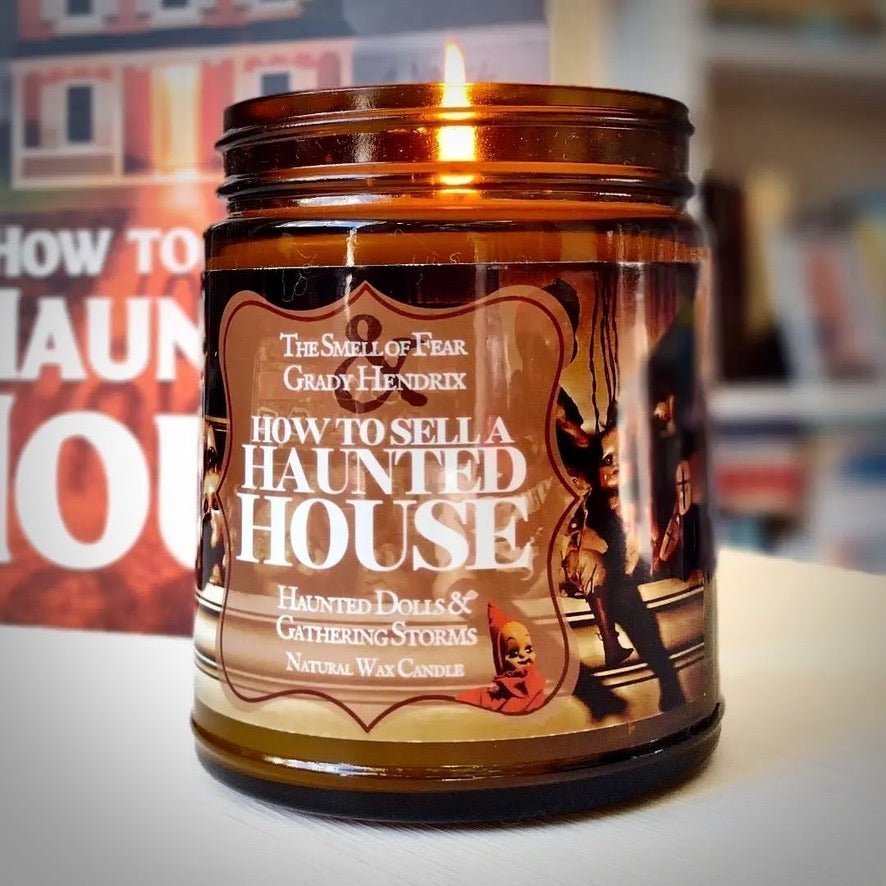 The Smell of Fear
&
Grady Hendrix
HOW TO SELL A
HAUNTED
HOUSE
Haunted Dolls &
Gathering Storms
Natural Wax Candle
HOW TO
HAUN
HOU